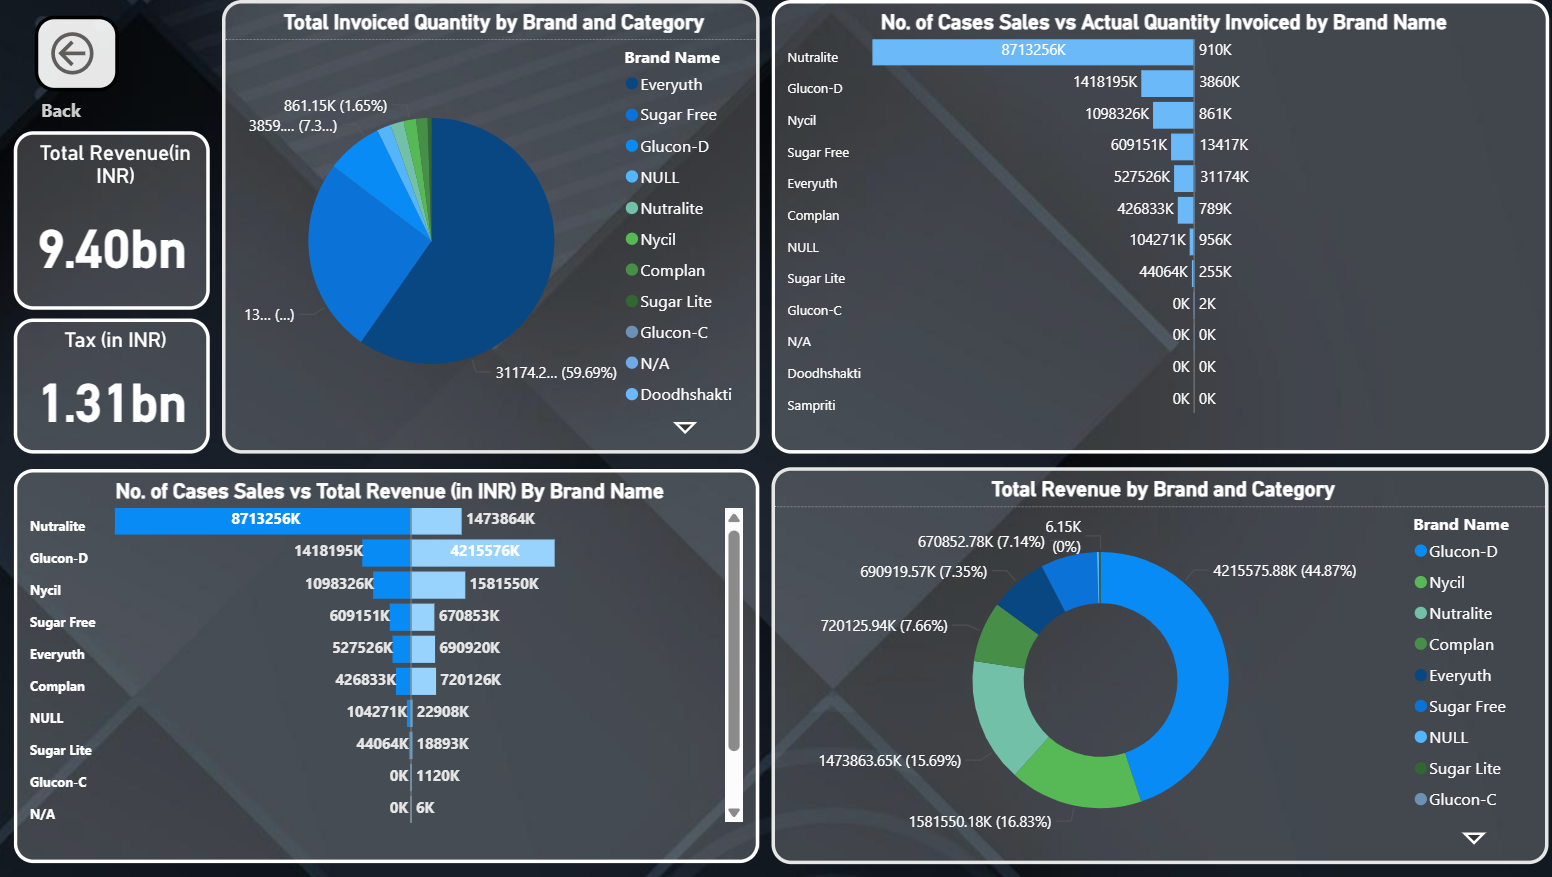 Back
Total Revenue(in
INR)
9.40bn
Tax (in INR)
1.31bn
Total Invoiced Quantity by Brand and Category
861.15K (1.65%)
3859.... (7.3...)
13... (...)
31174.2... (59.69%)
Brand Name
Everyuth
Sugar Free
Glucon-D
NULL
Nutralite
Nycil
Complan
Sugar Lite
Glucon-C
N/A
Doodhshakti
No. of Cases Sales vs Actual Quantity Invoiced by Brand Name
Nutralite 8713256K 910K
Glucon-D 1418195K 3860K
Nycil 1098326K 861K
Sugar Free 609151K 13417K
Everyuth 527526K 31174K
Complan 426833K 789K
NULL 104271K 956K
Sugar Lite 44064K 255K
Glucon-C 0K 2K
N/A 0K 0K
Doodhshakti 0K 0K
Sampriti 0K 0K
No. of Cases Sales vs Total Revenue (in INR) By Brand Name
Nutralite 8713256K 1473864K
Glucon-D 1418195K 4215576K
Nycil 1098326K 1581550K
Sugar Free 609151K 670853K
Everyuth 527526K 690920K
Complan 426833K 720126K
NULL 104271K 22908K
Sugar Lite 44064K 18893K
Glucon-C 0K 1120K
N/A 0K 6K
Total Revenue by Brand and Category
6.15K
(0%)
670852.78K (7.14%)
690919.57K (7.35%)
720125.94K (7.66%)
1473863.65K (15.69%)
1581550.18K (16.83%)
4215575.88K (44.87%)
Brand Name
Glucon-D
Nycil
Nutralite
Complan
Everyuth
Sugar Free
NULL
Sugar Lite
Glucon-C